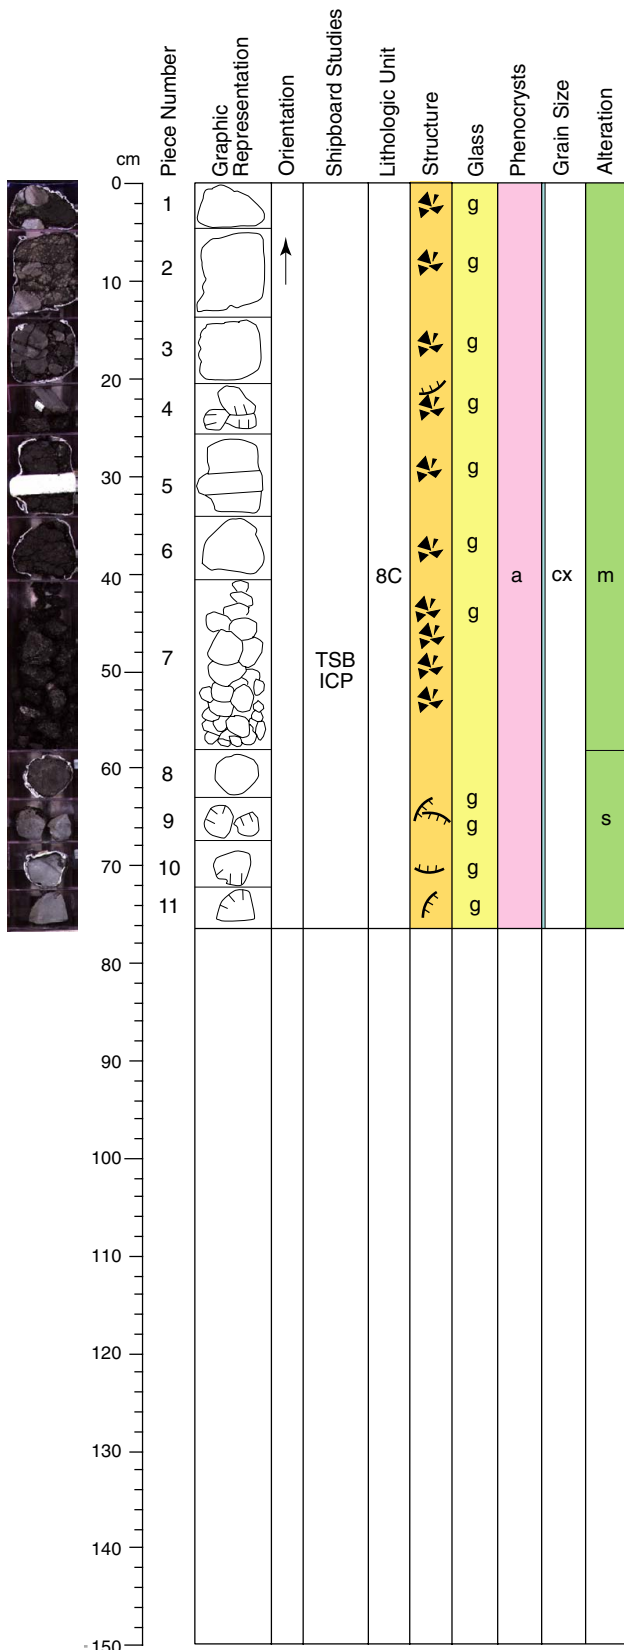 cm
Piece Number
Graphic
Representation
Orientation
Shipboard Studies
Lithologic Unit
Structure
Glass
Phenocrysts
Grain Size
Alteration
0
1
g
2
g
10
3
g
20
4
g
g
30
5
6
g
40
8C
a
cx
m
g
7
50
TSB
ICP
60
8
g
9
g
s
70
10
g
11
g
80
90
100
110
120
130
140
150